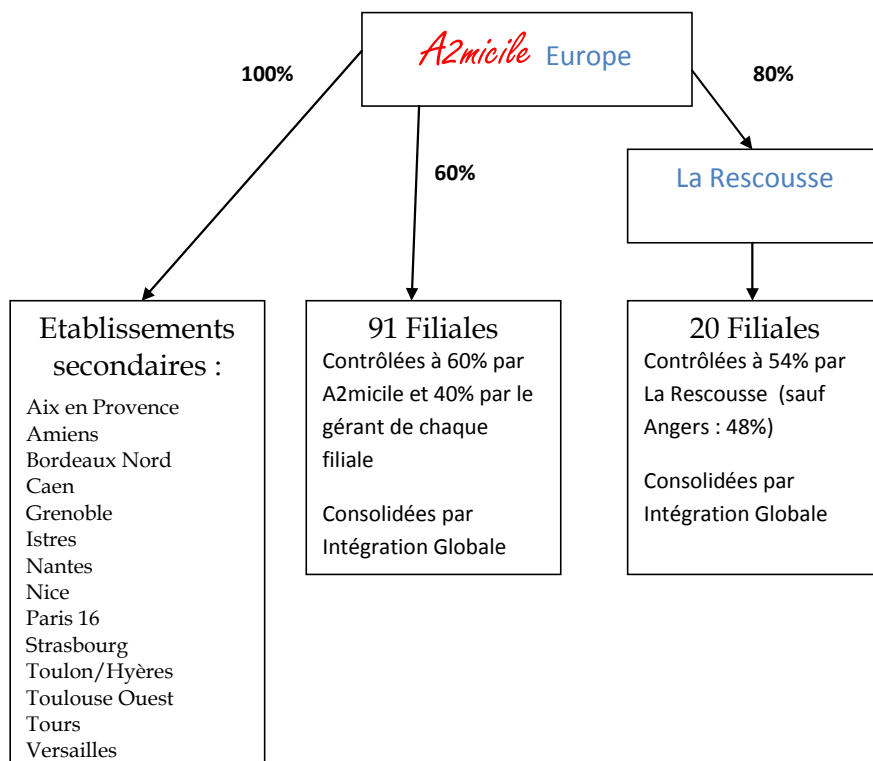 A2micile Europe
100%
80%
60%
La Rescousse
Etablissements
secondaires :
Aix en Provence
Amiens
Bordeaux Nord
Caen
Grenoble
Istres
Nantes
Nice
Paris 16
Strasbourg
Toulon/Hyères
Toulouse Ouest
Tours
Versailles
91 Filiales
Contrôlées à 60% par
A2micile et 40% par le
gérant de chaque
filiale
Consolidées par
Intégration Globale
20 Filiales
Contrôlées à 54% par
La Rescousse (sauf
Angers : 48%)
Consolidées par
Intégration Globale